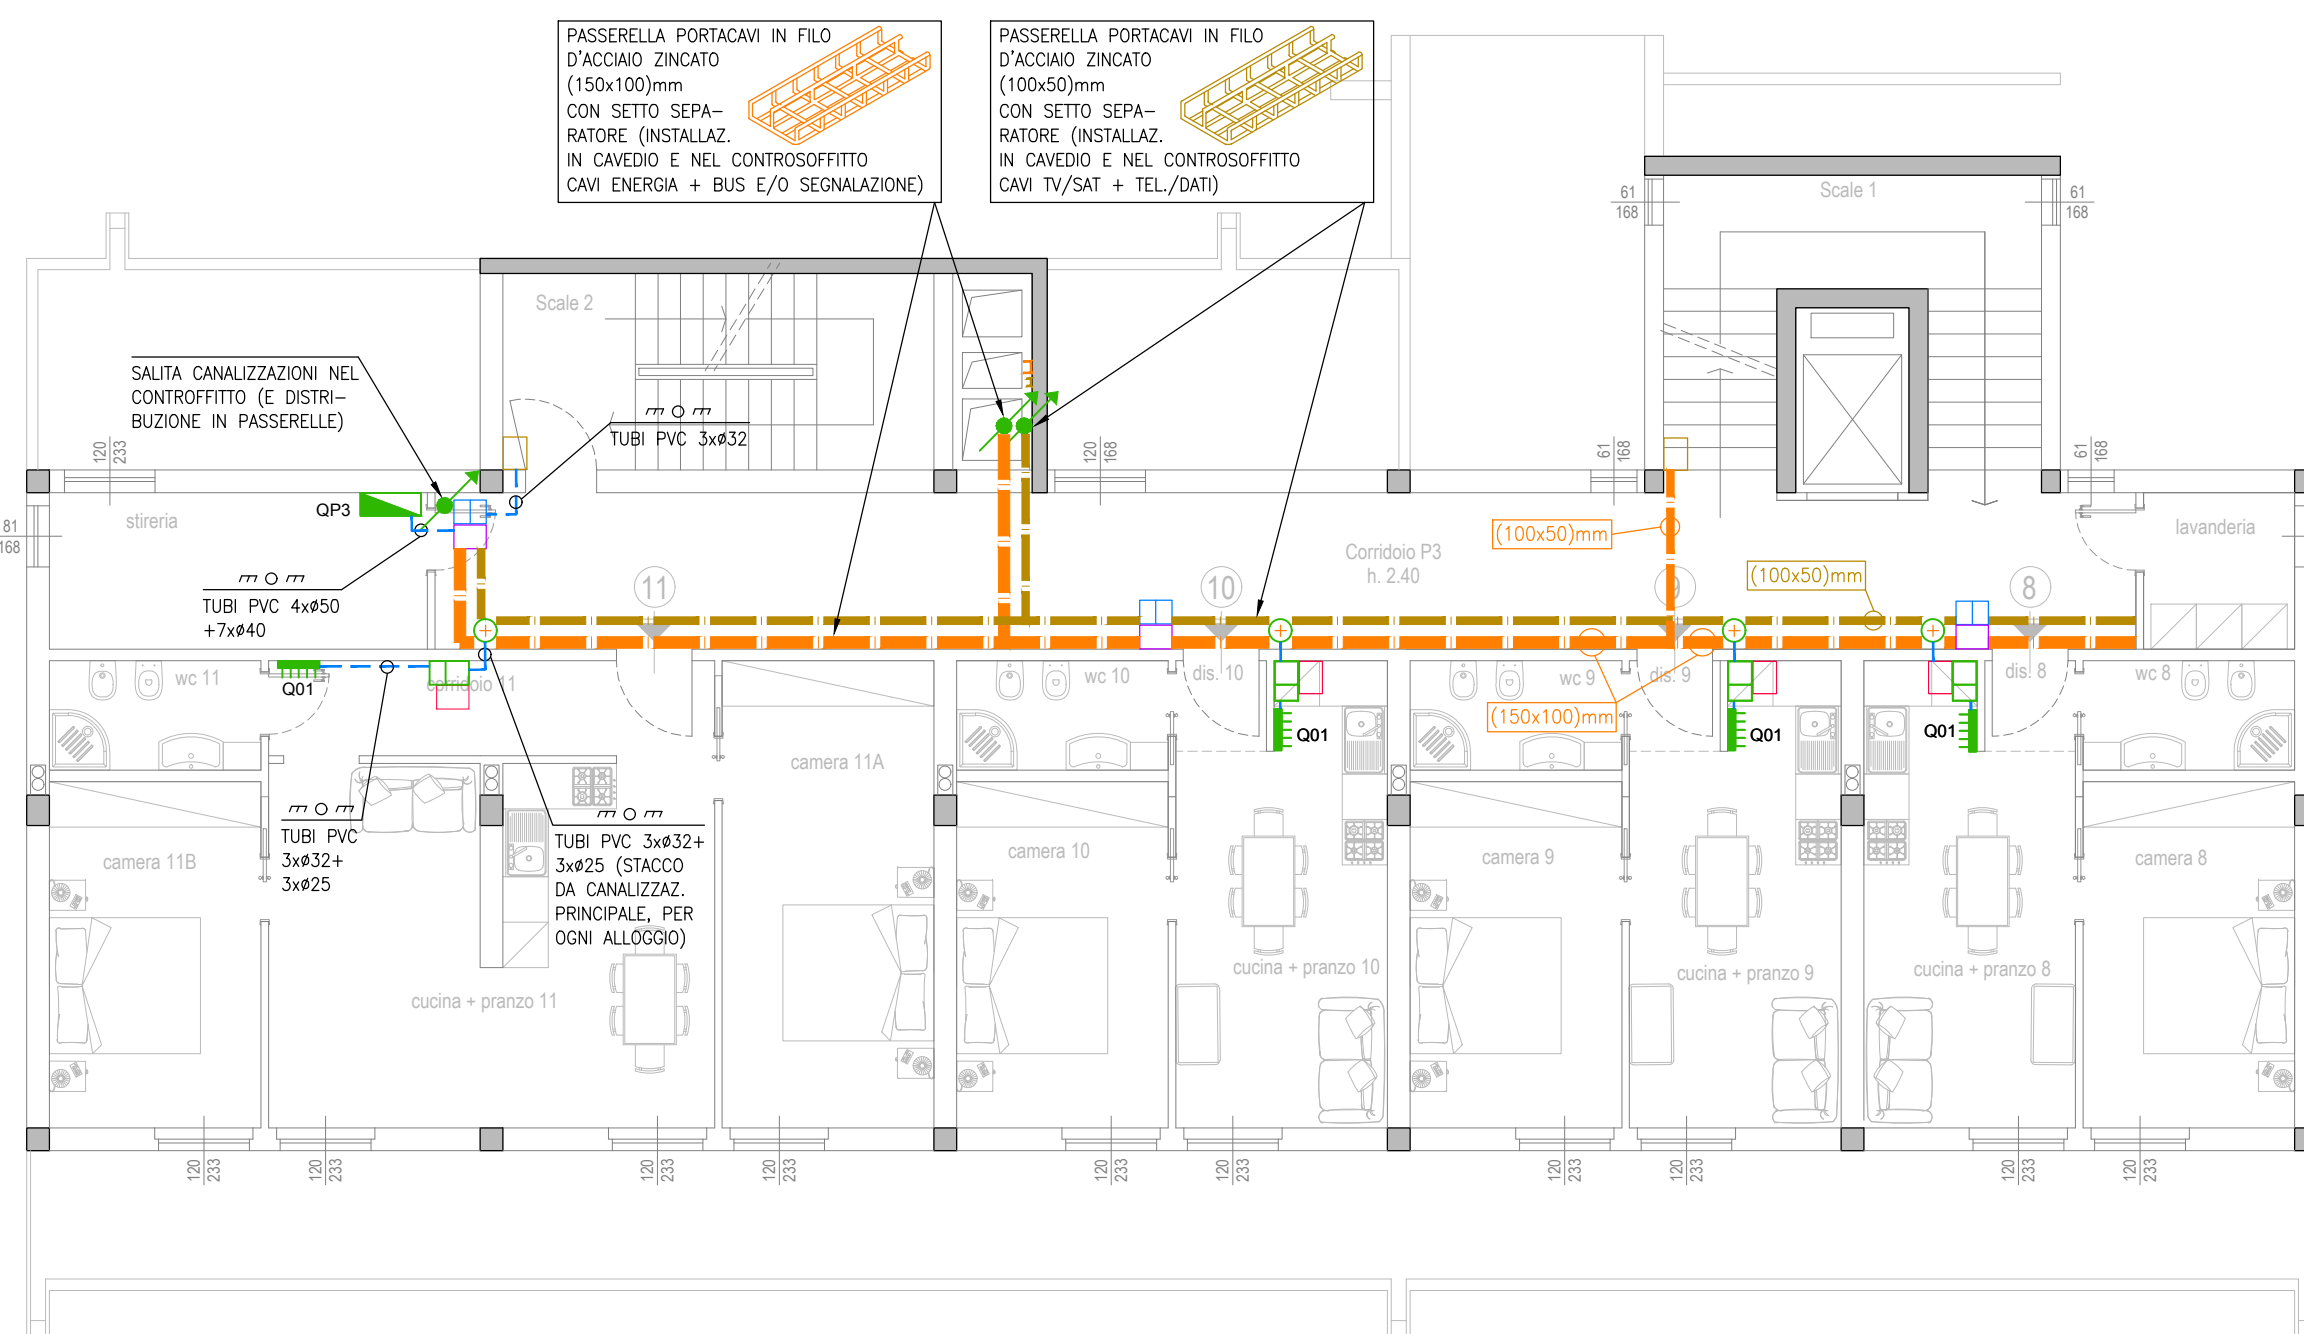 PASSERELLA PORTACAVI IN FILO
D'ACCIAIO ZINCATO
(150x100)mm
CON SETTO SEPA-
RATORE (INSTALLAZ.
IN CAVEDIO E NEL CONTROSOFFITTO
CAVI ENERGIA + BUS E/O SEGNALAZIONE)
PASSERELLA PORTACAVI IN FILO
D'ACCIAIO ZINCATO
(100x50)mm
CON SETTO SEPA-
RATORE (INSTALLAZ.
IN CAVEDIO E NEL CONTROSOFFITTO
CAVI TV/SAT + TEL./DATI)
Scale 1
61
168
61
168
Scale 2
SALITA CANALIZZAZIONI NEL
CONTROFFITTO (E DISTRI-
BUZIONE IN PASSERELLE)
TUBI PVC 3xø32
120
233
120
168
61
168
61
168
QP3
stireria
81
168
(100x50)mm
Corridoio P3
h. 2.40
lavanderia
(100x50)mm
11
10
9
8
TUBI PVC 4xø50
+7xø40
wc 11
Q01
corridoio 11
wc 10
dis. 10
wc 9
dis. 9
dis. 8
wc 8
(150x100)mm
Q01
Q01
Q01
camera 11A
TUBI PVC
3xø32+
3xø25
TUBI PVC 3xø32+
3xø25 (STACCO
DA CANALIZZAZ.
PRINCIPALE, PER
OGNI ALLOGGIO)
camera 11B
camera 10
camera 9
camera 8
cucina + pranzo 11
cucina + pranzo 10
cucina + pranzo 9
cucina + pranzo 8
120
233
120
233
120
233
120
233
120
233
120
233
120
233
120
233
120
233
120
233